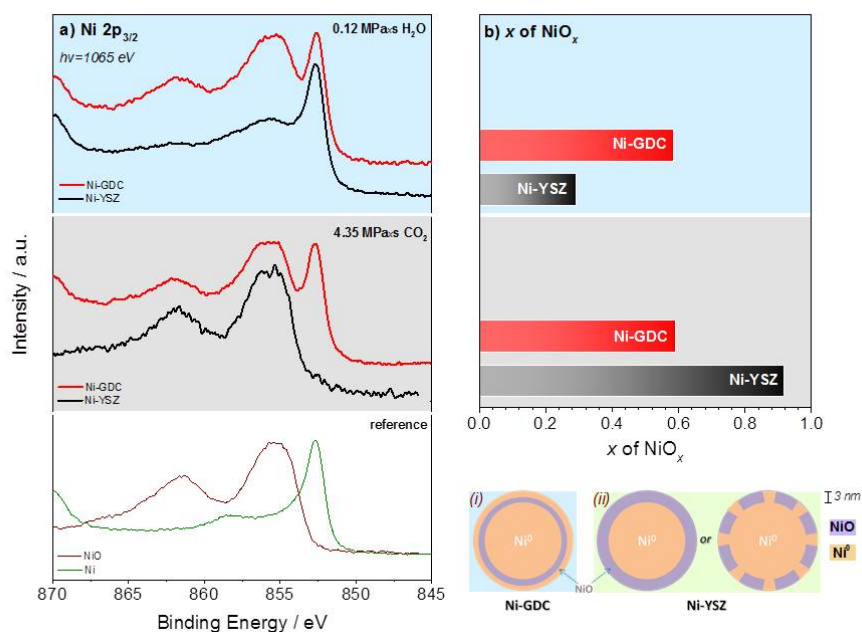 a) Ni 2p3/2
0.12 MPa×s H2O
hv=1065 eV
Ni-GDC
Ni-YSZ
4.35 MPa×s CO2
Ni-GDC
Ni-YSZ
reference
NiO
Ni
Intensity / a.u.
870 865 860 855 850 845
Binding Energy / eV
b) x of NiOx
Ni-GDC
Ni-YSZ
Ni-GDC
Ni-YSZ
0.0 0.2 0.4 0.6 0.8 1.0
x of NiOx
(i) (ii) 3 nm
Ni0 Ni0 or Ni0
NiO
Ni0
NiO
Ni-GDC Ni-YSZ